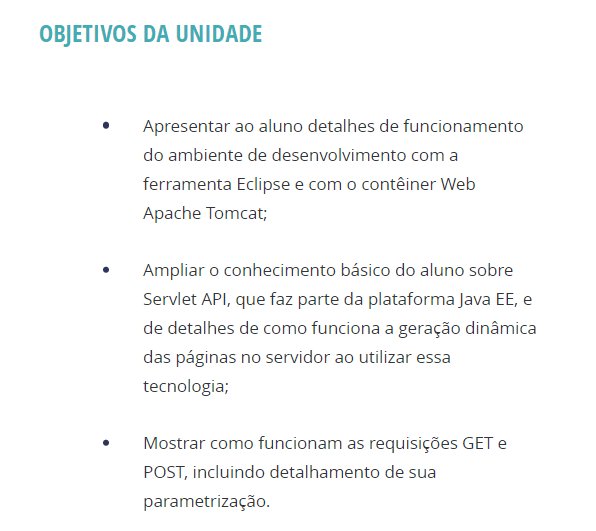 OBJETIVOS DA UNIDADE
• Apresentar ao aluno detalhes de funcionamento
do ambiente de desenvolvimento com a
ferramenta Eclipse e com o contêiner Web
Apache Tomcat;
• Ampliar o conhecimento básico do aluno sobre
Servlet API, que faz parte da plataforma Java EE, e
de detalhes de como funciona a geração dinâmica
das páginas no servidor ao utilizar essa
tecnologia;
• Mostrar como funcionam as requisições GET e
POST, incluindo detalhamento de sua
parametrização.